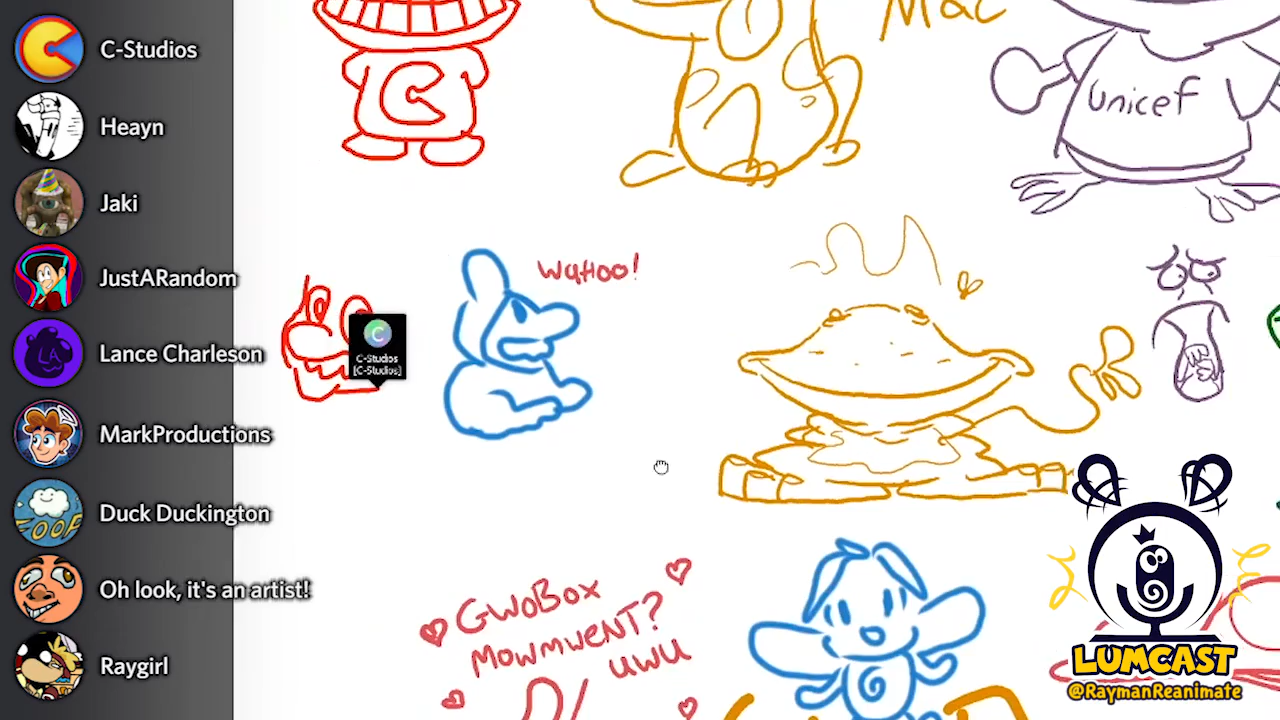 C-Studios
Heayn
Jaki
JustARandom
Lance Charleson
MarkProductions
Duck Duckington
Oh look, it's an artist!
Raygirl
Mac
C
unicef
WaHoo!
C
C-Studios
[C-Studios]
LA
GWoBox
MowmweNT?
uwu
LUMCAST
@RaymanReanimate